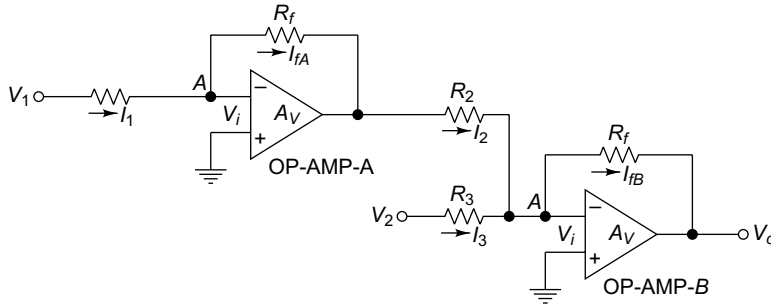 R_f
I_fA
A
V_1
I_1
V_i
−
+
A_V
OP-AMP-A
R_2
I_2
R_f
I_fB
V_2
R_3
I_3
A
V_i
−
+
A_V
V_o
OP-AMP-B